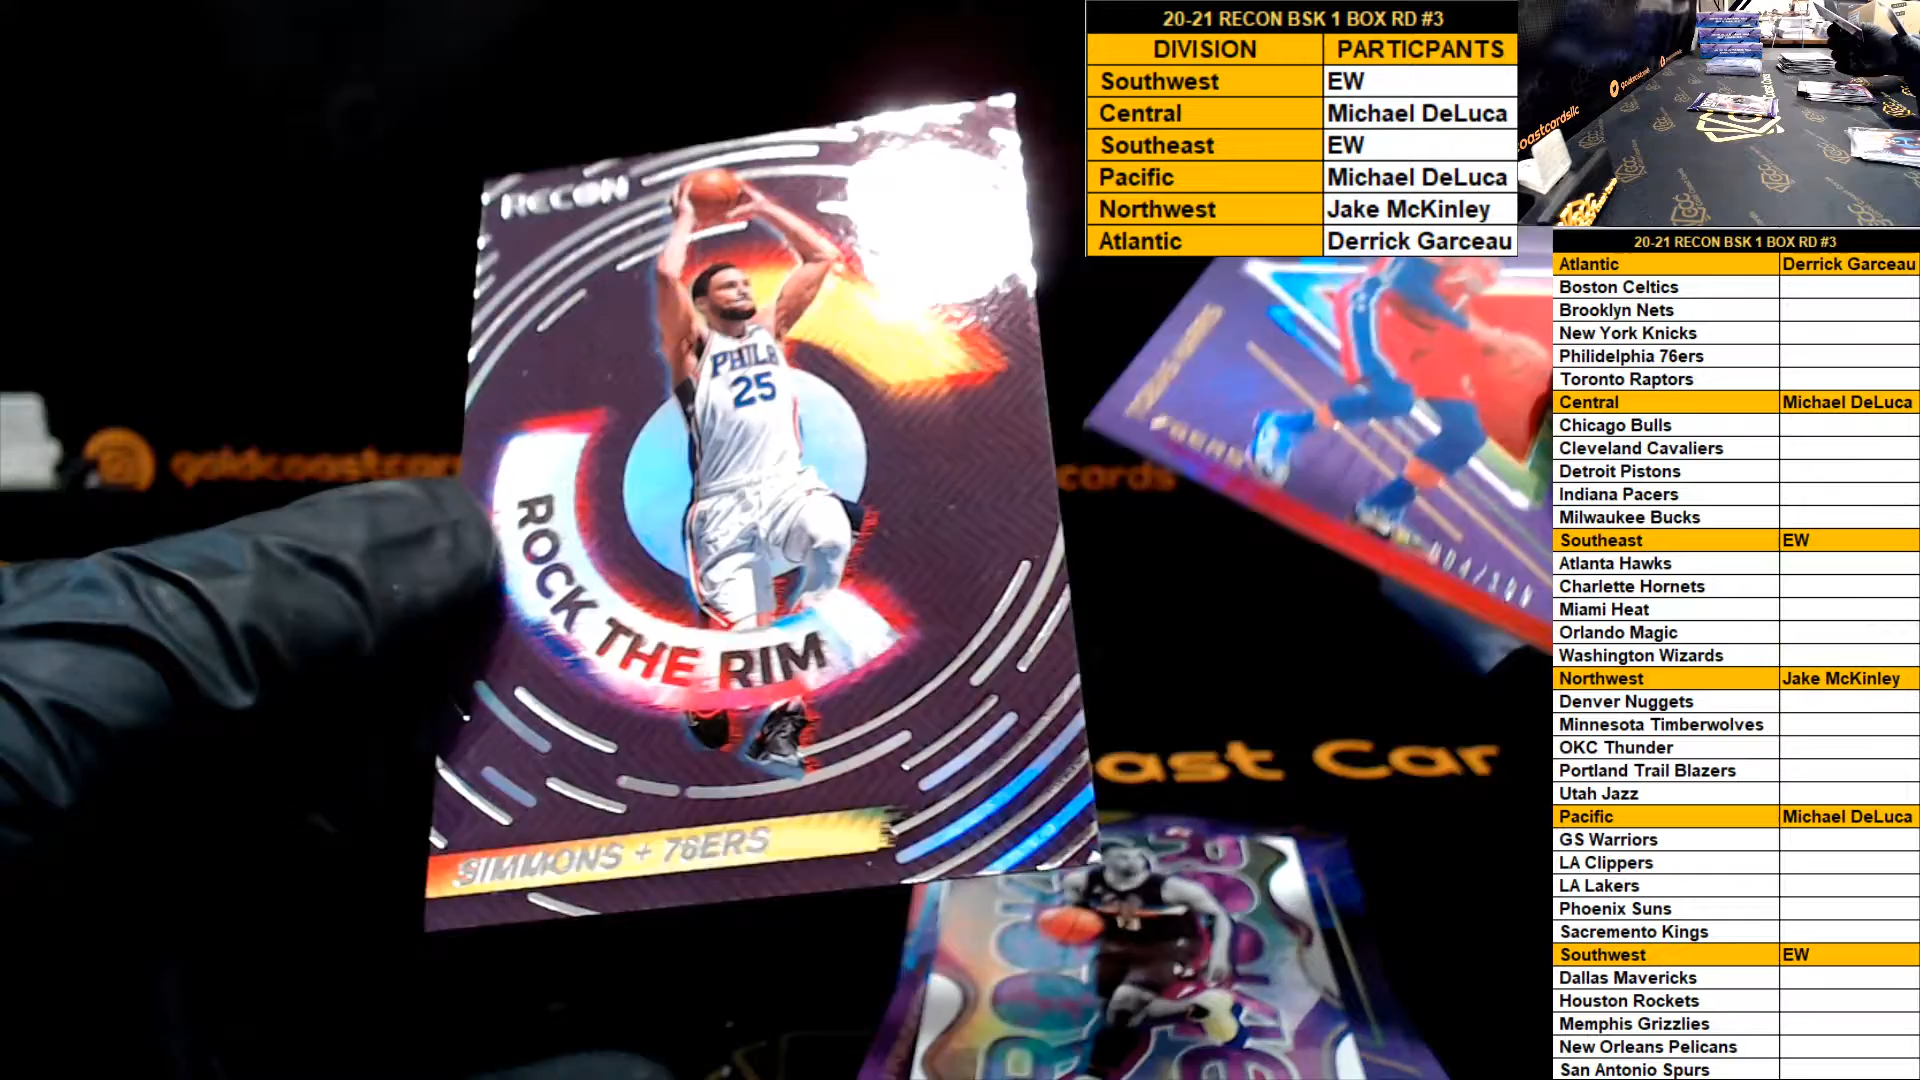 20-21 RECON BSK 1 BOX RD #3
DIVISION PARTICPANTS
Southwest EW
Central Michael DeLuca
Southeast EW
Pacific Michael DeLuca
Northwest Jake McKinley
Atlantic Derrick Garceau
RECON
PHILA
25
ROCK THE RIM
SIMMONS + 76ERS
goldcoastcar
cards
ast Car
oastcardsllc
20-21 RECON BSK 1 BOX RD #3
Atlantic Derrick Garceau
Boston Celtics
Brooklyn Nets
New York Knicks
Philidelphia 76ers
Toronto Raptors
Central Michael DeLuca
Chicago Bulls
Cleveland Cavaliers
Detroit Pistons
Indiana Pacers
Milwaukee Bucks
Southeast EW
Atlanta Hawks
Charlette Hornets
Miami Heat
Orlando Magic
Washington Wizards
Northwest Jake McKinley
Denver Nuggets
Minnesota Timberwolves
OKC Thunder
Portland Trail Blazers
Utah Jazz
Pacific Michael DeLuca
GS Warriors
LA Clippers
LA Lakers
Phoenix Suns
Sacremento Kings
Southwest EW
Dallas Mavericks
Houston Rockets
Memphis Grizzlies
New Orleans Pelicans
San Antonio Spurs